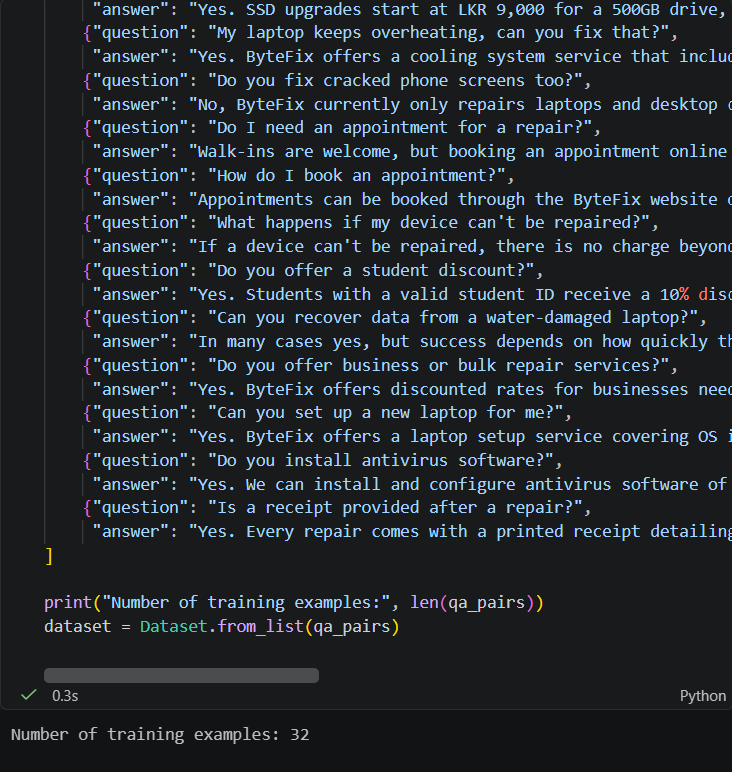 "answer": "Yes. SSD upgrades start at LKR 9,000 for a 500GB drive,
{"question": "My laptop keeps overheating, can you fix that?",
"answer": "Yes. ByteFix offers a cooling system service that inclu
{"question": "Do you fix cracked phone screens too?",
"answer": "No, ByteFix currently only repairs laptops and desktop
{"question": "Do I need an appointment for a repair?",
"answer": "Walk-ins are welcome, but booking an appointment online
{"question": "How do I book an appointment?",
"answer": "Appointments can be booked through the ByteFix website
{"question": "What happens if my device can't be repaired?",
"answer": "If a device can't be repaired, there is no charge beyond
{"question": "Do you offer a student discount?",
"answer": "Yes. Students with a valid student ID receive a 10% disc
{"question": "Can you recover data from a water-damaged laptop?",
"answer": "In many cases yes, but success depends on how quickly th
{"question": "Do you offer business or bulk repair services?",
"answer": "Yes. ByteFix offers discounted rates for businesses need
{"question": "Can you set up a new laptop for me?",
"answer": "Yes. ByteFix offers a laptop setup service covering OS i
{"question": "Do you install antivirus software?",
"answer": "Yes. We can install and configure antivirus software of
{"question": "Is a receipt provided after a repair?",
"answer": "Yes. Every repair comes with a printed receipt detailing
]
print("Number of training examples:", len(qa_pairs))
dataset = Dataset.from_list(qa_pairs)
0.3s
Python
Number of training examples: 32